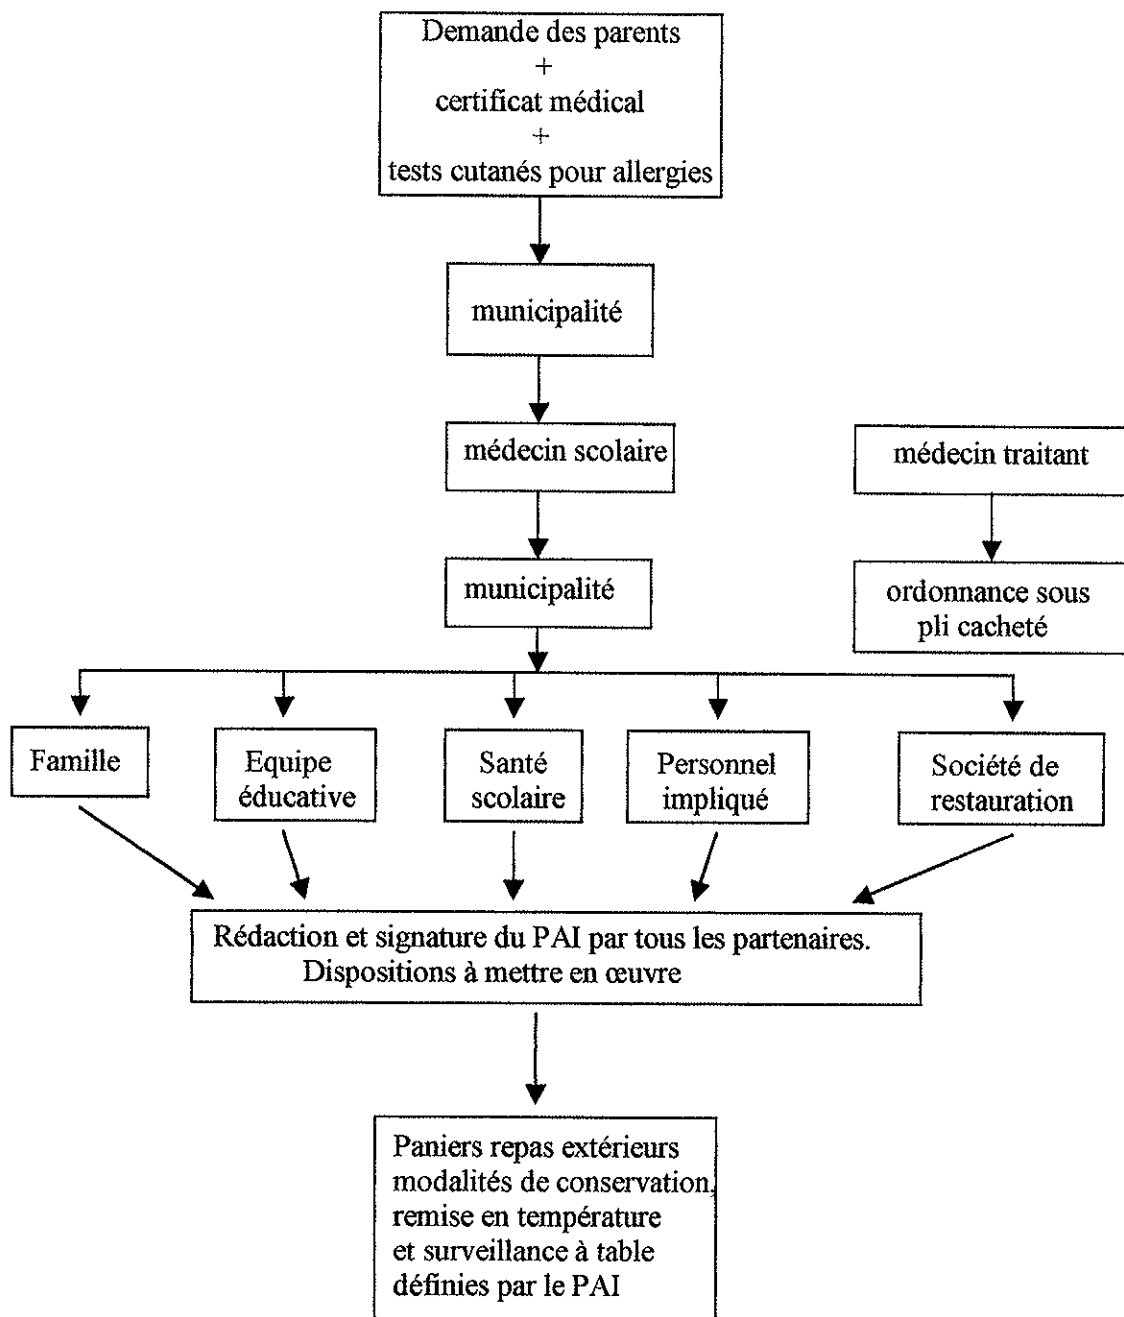 Demande des parents
+
certificat médical
+
tests cutanés pour allergies
municipalité
médecin scolaire
médecin traitant
municipalité
ordonnance sous
pli cacheté
Famille
Equipe
éducative
Santé
scolaire
Personnel
impliqué
Société de
restauration
Rédaction et signature du PAI par tous les partenaires.
Dispositions à mettre en œuvre
Paniers repas extérieurs
modalités de conservation,
remise en température
et surveillance à table
définies par le PAI